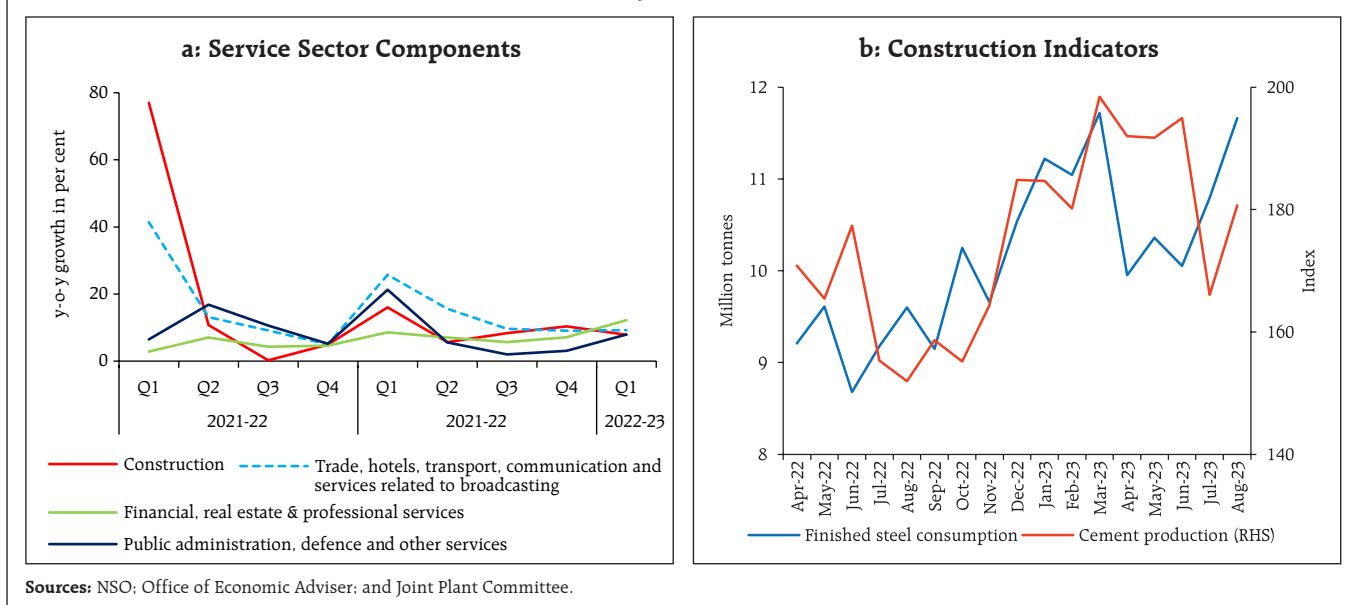 a: Service Sector Components
y-o-y growth in per cent
80
60
40
20
0
Q1 Q2 Q3 Q4 Q1 Q2 Q3 Q4 Q1
2021-22 2021-22 2022-23
Construction
Trade, hotels, transport, communication and
services related to broadcasting
Financial, real estate & professional services
Public administration, defence and other services
b: Construction Indicators
Million tonnes
12
11
10
9
8
200
180
160
140
Index
Apr-22
May-22
Jun-22
Jul-22
Aug-22
Sep-22
Oct-22
Nov-22
Dec-22
Jan-23
Feb-23
Mar-23
Apr-23
May-23
Jun-23
Jul-23
Aug-23
Finished steel consumption
Cement production (RHS)
Sources: NSO; Office of Economic Adviser; and Joint Plant Committee.